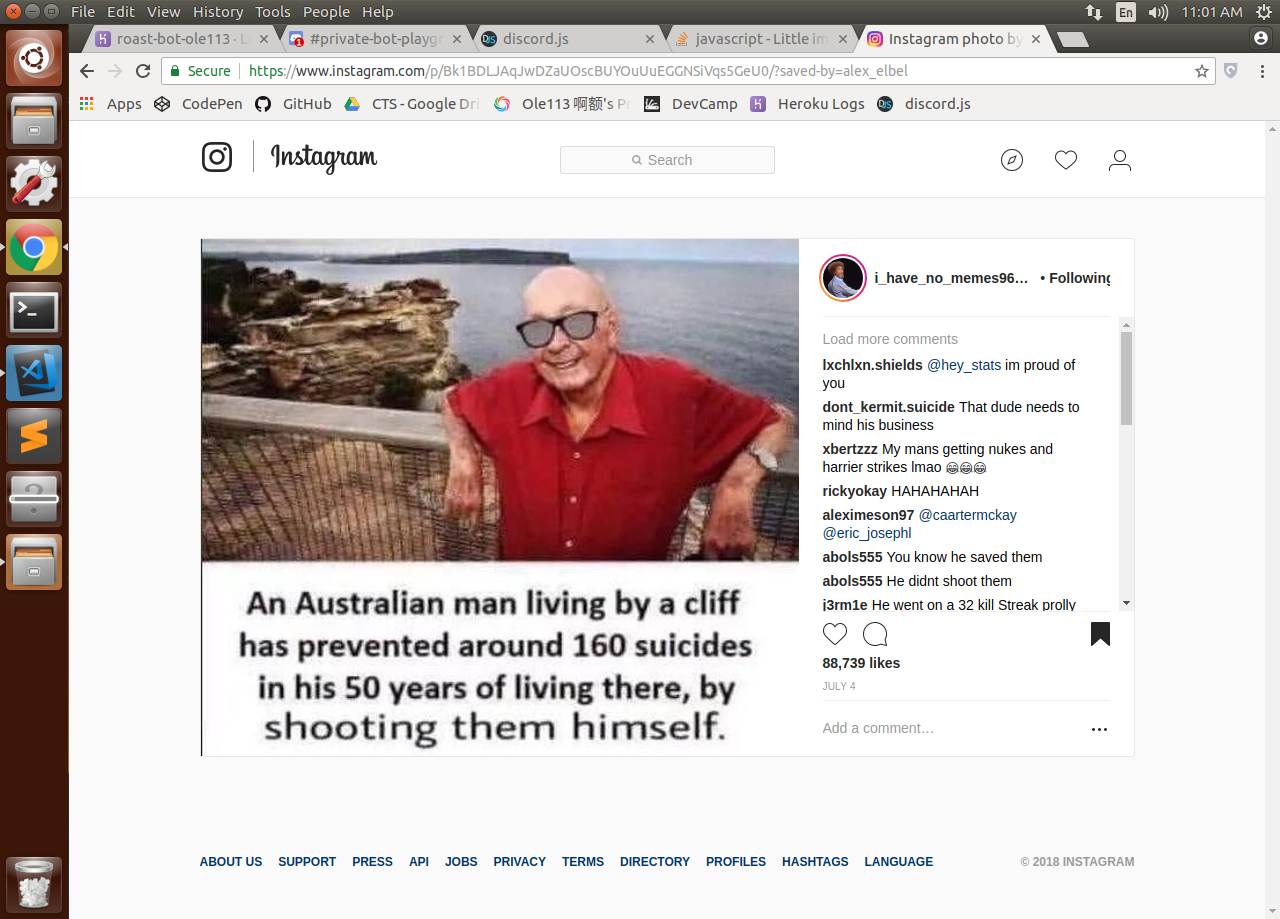 File Edit View History Tools People Help
En 11:01 AM
roast-bot-ole113 · L
#private-bot-playgr
discord.js
javascript - Little im
Instagram photo by
Secure https://www.instagram.com/p/Bk1BDLJAqJwDZaUOscBUYOuUuEGGNSiVqs5GeU0/?saved-by=alex_elbel
Apps CodePen GitHub CTS - Google Dri Ole113 啊额's Pr DevCamp Heroku Logs discord.js
Instagram
Search
i_have_no_memes96… • Following
Load more comments
lxchlxn.shields @hey_stats im proud of
you
dont_kermit.suicide That dude needs to
mind his business
xbertzzz My mans getting nukes and
harrier strikes lmao 😂😂😂
rickyokay HAHAHAHAH
aleximeson97 @caartermckay
@eric_josephl
abols555 You know he saved them
abols555 He didnt shoot them
j3rm1e He went on a 32 kill Streak prolly
An Australian man living by a cliff
has prevented around 160 suicides
in his 50 years of living there, by
shooting them himself.
88,739 likes
JULY 4
Add a comment…
ABOUT US SUPPORT PRESS API JOBS PRIVACY TERMS DIRECTORY PROFILES HASHTAGS LANGUAGE
© 2018 INSTAGRAM